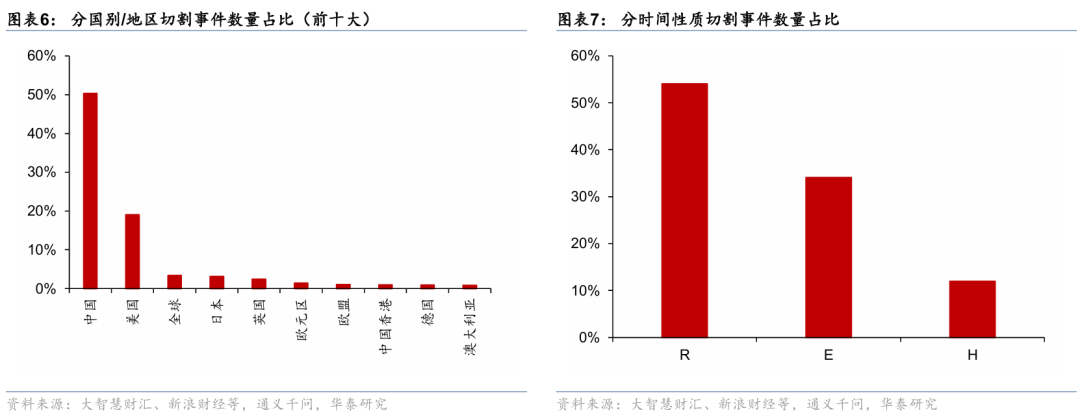 图表6： 分国别/地区切割事件数量占比（前十大）
60%
50%
40%
30%
20%
10%
0%
中国
美国
全球
日本
英国
欧元区
欧盟
中国香港
德国
澳大利亚
资料来源：大智慧财汇、新浪财经等，通义千问，华泰研究
图表7： 分时间性质切割事件数量占比
60%
50%
40%
30%
20%
10%
0%
R
E
H
资料来源：大智慧财汇、新浪财经等，通义千问，华泰研究